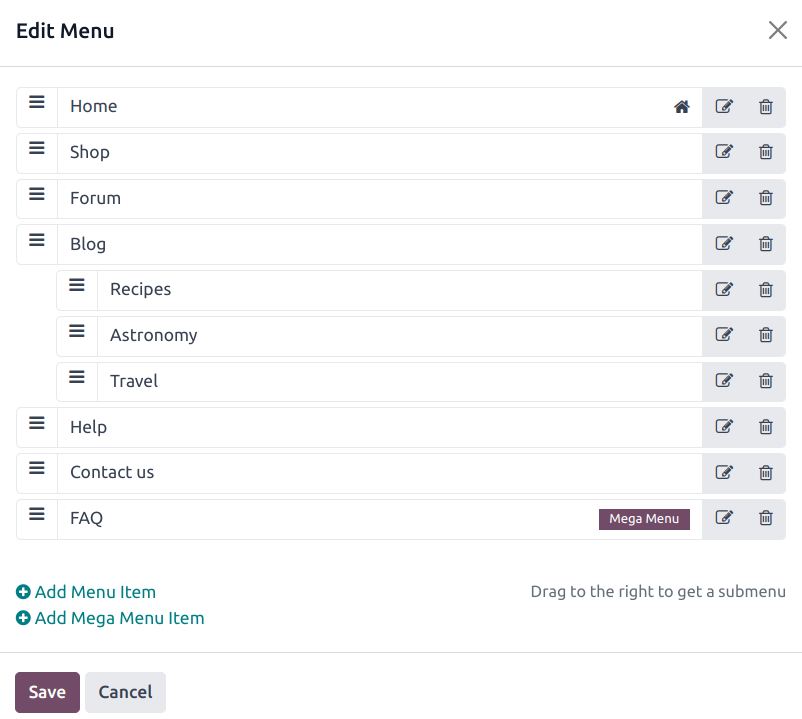 Edit Menu
Home
Shop
Forum
Blog
Recipes
Astronomy
Travel
Help
Contact us
FAQ Mega Menu
Add Menu Item Drag to the right to get a submenu
Add Mega Menu Item
Save Cancel